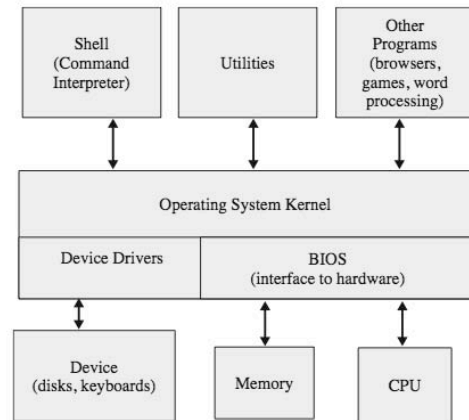 Shell
(Command
Interpreter)
Utilities
Other
Programs
(browsers,
games, word
processing)
Operating System Kernel
Device Drivers
BIOS
(interface to hardware)
Device
(disks, keyboards)
Memory
CPU